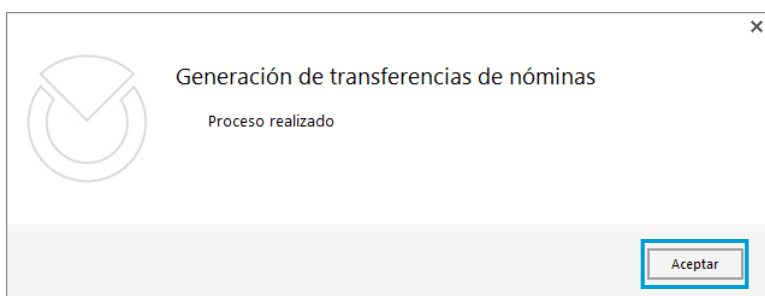 Generación de transferencias de nóminas
Proceso realizado
Aceptar